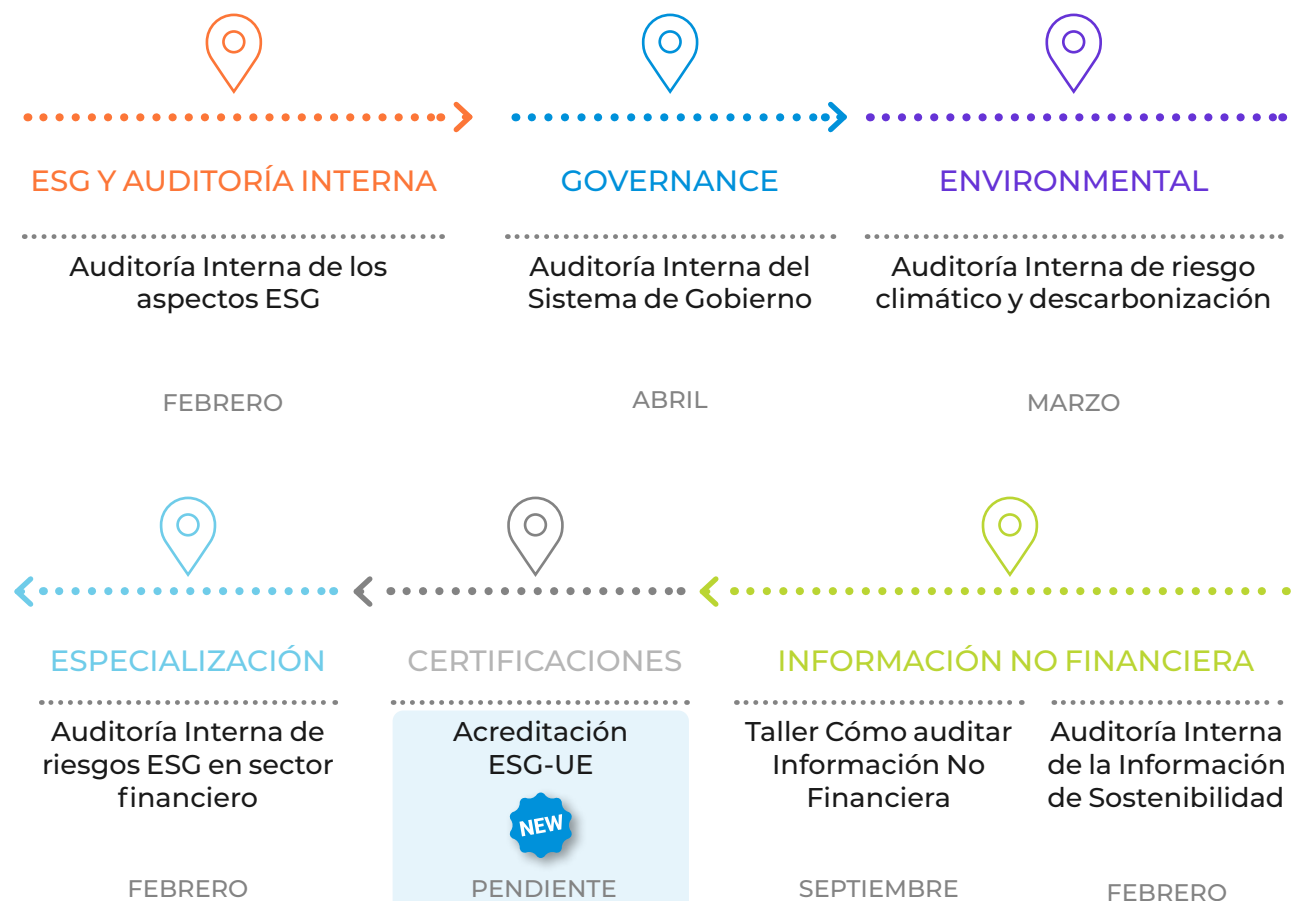 ESG Y AUDITORÍA INTERNA
Auditoría Interna de los
aspectos ESG
FEBRERO
GOVERNANCE
Auditoría Interna del
Sistema de Gobierno
ABRIL
ENVIRONMENTAL
Auditoría Interna de riesgo
climático y descarbonización
MARZO
ESPECIALIZACIÓN
Auditoría Interna de
riesgos ESG en sector
financiero
FEBRERO
CERTIFICACIONES
Acreditación
ESG-UE
NEW
PENDIENTE
INFORMACIÓN NO FINANCIERA
Taller Cómo auditar
Información No
Financiera
SEPTIEMBRE
Auditoría Interna
de la Información
de Sostenibilidad
FEBRERO